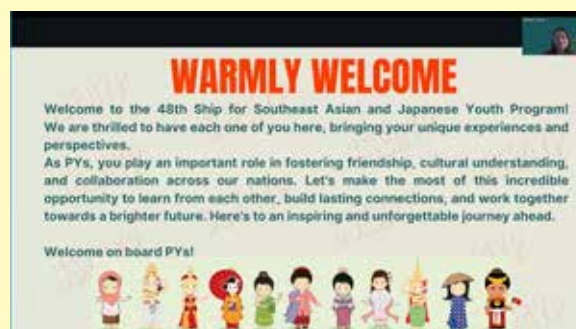 WARMLY WELCOME
Welcome to the 48th Ship for Southeast Asian and Japanese Youth Program!
We are thrilled to have each one of you here, bringing your unique experiences and
perspectives.
As PYs, you play an important role in fostering friendship, cultural understanding,
and collaboration across our nations. Let's make the most of this incredible
opportunity to learn from each other, build lasting connections, and work together
towards a brighter future. Here's to an inspiring and unforgettable journey ahead.
Welcome on board PYs!